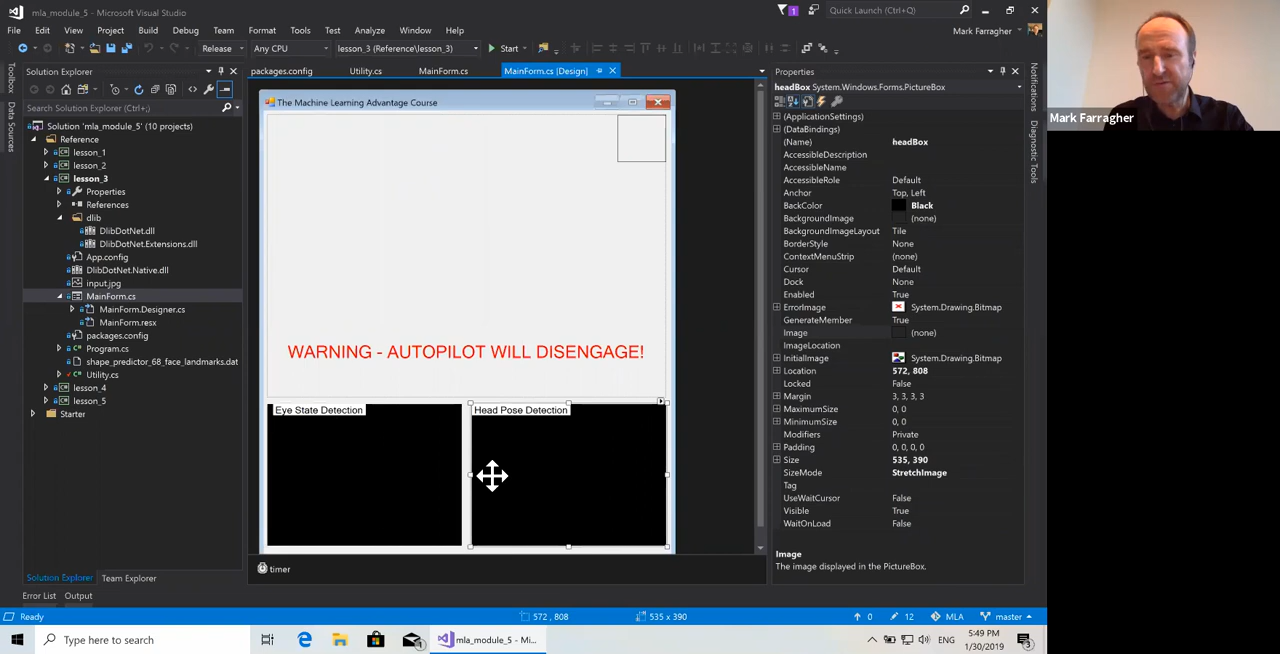 mla_module_5 - Microsoft Visual Studio
1
Quick Launch (Ctrl+Q)
File Edit View Project Build Debug Team Format Tools Test Analyze Window Help
Mark Farragher
Release Any CPU lesson_3 (Reference\lesson_3) Start
Toolbox
Data Sources
Solution Explorer
Search Solution Explorer (Ctrl+;)
Solution 'mla_module_5' (10 projects)
Reference
lesson_1
lesson_2
lesson_3
Properties
References
dlib
DlibDotNet.dll
DlibDotNet.Extensions.dll
App.config
DlibDotNet.Native.dll
input.jpg
MainForm.cs
MainForm.Designer.cs
MainForm.resx
packages.config
Program.cs
shape_predictor_68_face_landmarks.dat
Utility.cs
lesson_4
lesson_5
Starter
Solution Explorer Team Explorer
packages.config Utility.cs MainForm.cs MainForm.cs [Design]
The Machine Learning Advantage Course
WARNING - AUTOPILOT WILL DISENGAGE!
Eye State Detection
Head Pose Detection
timer
Properties
headBox System.Windows.Forms.PictureBox
(ApplicationSettings)
(DataBindings)
(Name) headBox
AccessibleDescription
AccessibleName
AccessibleRole Default
Anchor Top, Left
BackColor Black
BackgroundImage (none)
BackgroundImageLayout Tile
BorderStyle None
ContextMenuStrip (none)
Cursor Default
Dock None
Enabled True
ErrorImage System.Drawing.Bitmap
GenerateMember True
Image (none)
ImageLocation
InitialImage System.Drawing.Bitmap
Location 572, 808
Locked False
Margin 3, 3, 3, 3
MaximumSize 0, 0
MinimumSize 0, 0
Modifiers Private
Padding 0, 0, 0, 0
Size 535, 390
SizeMode StretchImage
Tag
UseWaitCursor False
Visible True
WaitOnLoad False
Image
The image displayed in the PictureBox.
Notifications
Diagnostic Tools
Mark Farragher
Error List Output
Ready 572 , 808 535 x 390 0 12 MLA master
Type here to search
1
mla_module_5 - Mi...
ENG
5:49 PM
1/30/2019
3